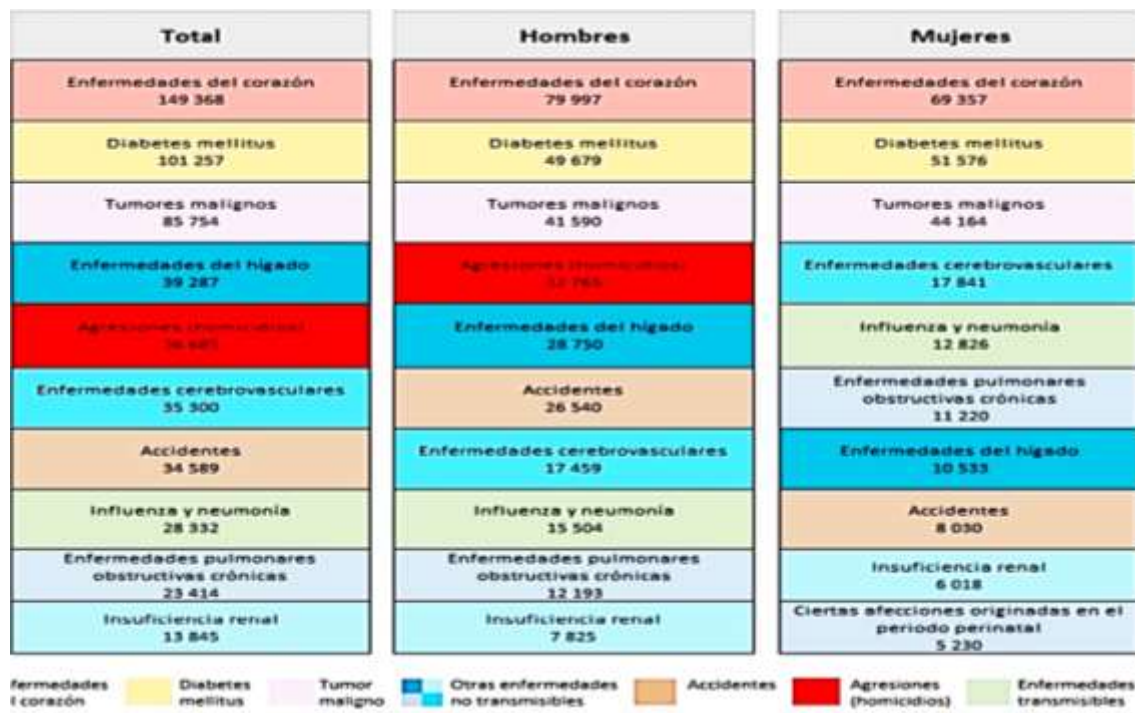 Total
Enfermedades del corazón
149 368
Diabetes mellitus
101 257
Tumores malignos
85 754
Enfermedades del hígado
39 287
Agresiones (homicidios)
Enfermedades cerebrovasculares
35 300
Accidentes
34 589
Influenza y neumonía
28 332
Enfermedades pulmonares
obstructivas crónicas
23 414
Insuficiencia renal
13 845
Hombres
Enfermedades del corazón
79 997
Diabetes mellitus
49 679
Tumores malignos
41 590
Agresiones (homicidios)
Enfermedades del hígado
28 750
Accidentes
26 540
Enfermedades cerebrovasculares
17 459
Influenza y neumonía
15 504
Enfermedades pulmonares
obstructivas crónicas
12 193
Insuficiencia renal
7 825
Mujeres
Enfermedades del corazón
69 357
Diabetes mellitus
51 576
Tumores malignos
44 164
Enfermedades cerebrovasculares
17 841
Influenza y neumonía
12 826
Enfermedades pulmonares
obstructivas crónicas
11 220
Enfermedades del hígado
10 533
Accidentes
8 030
Insuficiencia renal
6 018
Ciertas afecciones originadas en el
periodo perinatal
5 230
fermedades
l corazón
Diabetes
mellitus
Tumor
maligno
Otras enfermedades
no transmisibles
Accidentes
Agresiones
(homicidios)
Enfermedades
transmisibles